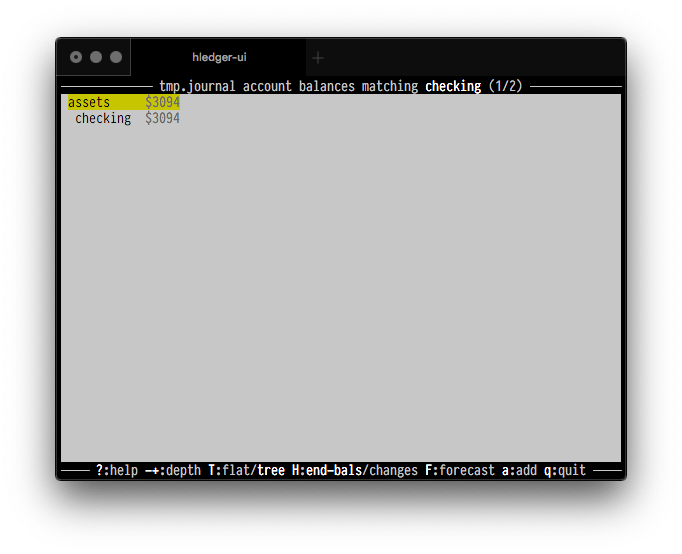 hledger-ui
tmp.journal account balances matching checking (1/2)
assets $3094
checking $3094
?:help -+:depth T:flat/tree H:end-bals/changes F:forecast a:add q:quit